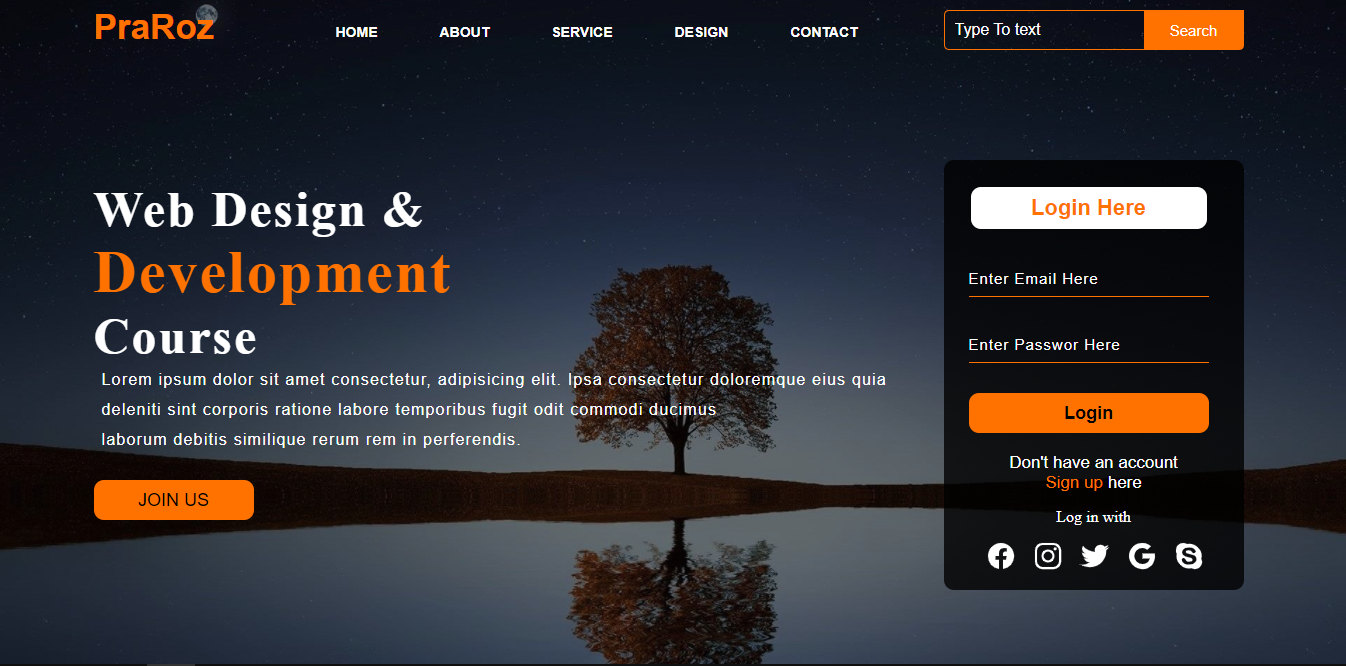 PraRoz
HOME ABOUT SERVICE DESIGN CONTACT
Type To text Search
Web Design &
Development
Course
Lorem ipsum dolor sit amet consectetur, adipisicing elit. Ipsa consectetur doloremque eius quia
deleniti sint corporis ratione labore temporibus fugit odit commodi ducimus
laborum debitis similique rerum rem in perferendis.
JOIN US
Login Here
Enter Email Here
Enter Passwor Here
Login
Don't have an account
Sign up here
Log in with